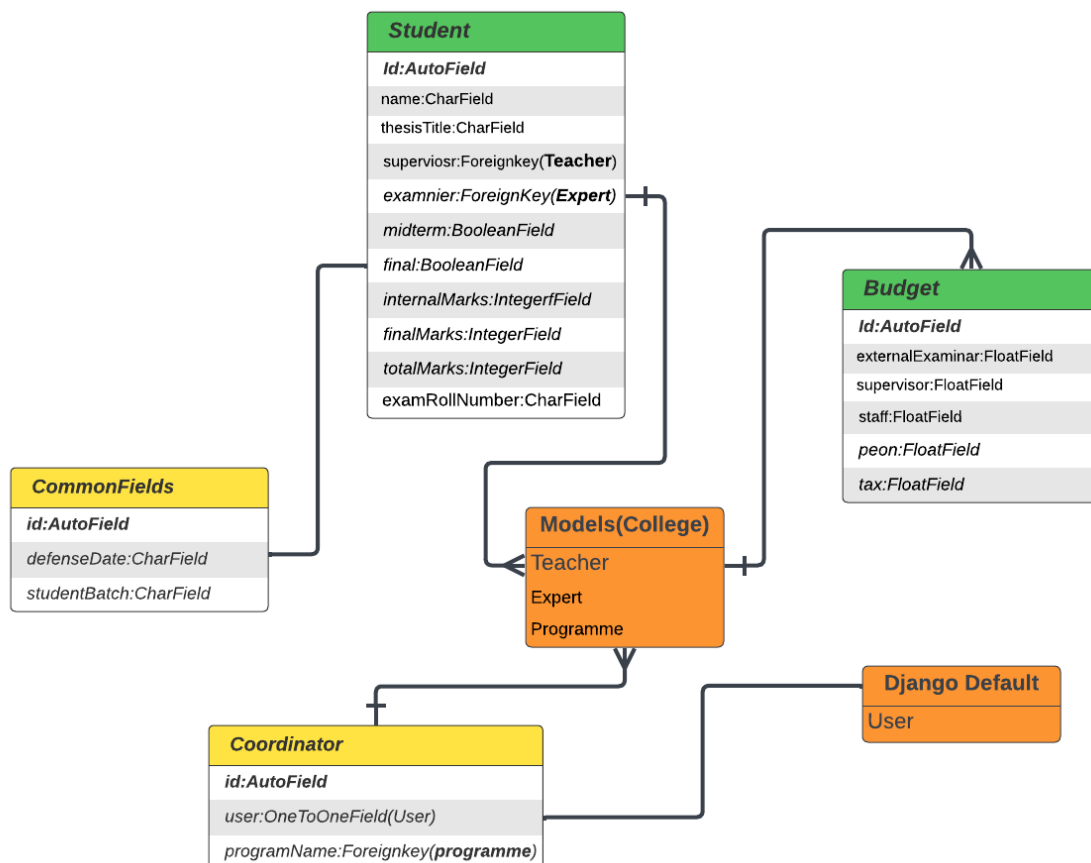 Student
Id:AutoField
name:CharField
thesisTitle:CharField
superviosr:Foreignkey(Teacher)
examnier:ForeignKey(Expert)
midterm:BooleanField
final:BooleanField
internalMarks:IntegerfField
finalMarks:IntegerField
totalMarks:IntegerField
examRollNumber:CharField
Budget
Id:AutoField
externalExaminar:FloatField
supervisor:FloatField
staff:FloatField
peon:FloatField
tax:FloatField
CommonFields
id:AutoField
defenseDate:CharField
studentBatch:CharField
Models(College)
Teacher
Expert
Programme
Django Default
User
Coordinator
id:AutoField
user:OneToOneField(User)
programName:Foreignkey(programme)